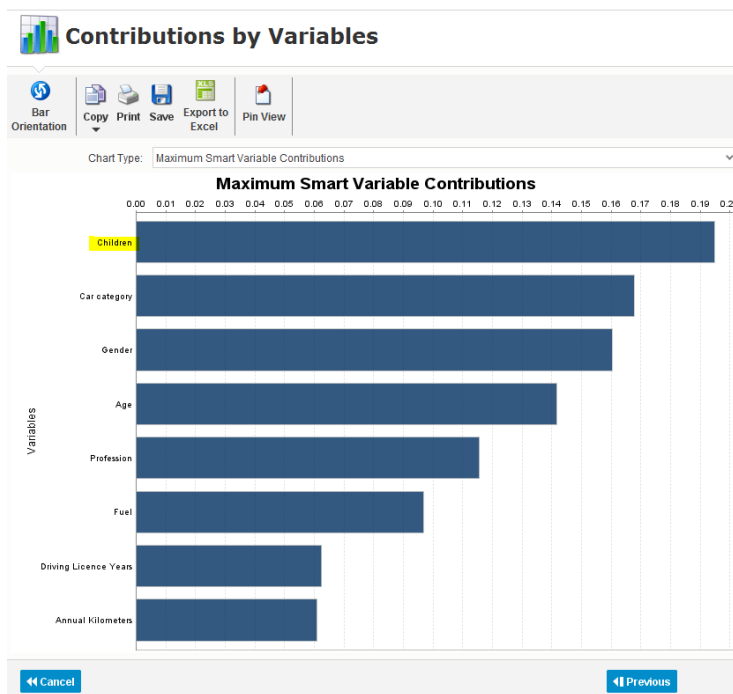 Contributions by Variables
Bar Orientation
Copy
Print
Save
Export to Excel
Pin View
Chart Type: Maximum Smart Variable Contributions
Maximum Smart Variable Contributions
0.00 0.01 0.02 0.03 0.04 0.05 0.06 0.07 0.08 0.09 0.10 0.11 0.12 0.13 0.14 0.15 0.16 0.17 0.18 0.19 0.2
Children
Car category
Gender
Age
Profession
Fuel
Driving Licence Years
Annual Kilometers
Variables
Cancel
Previous